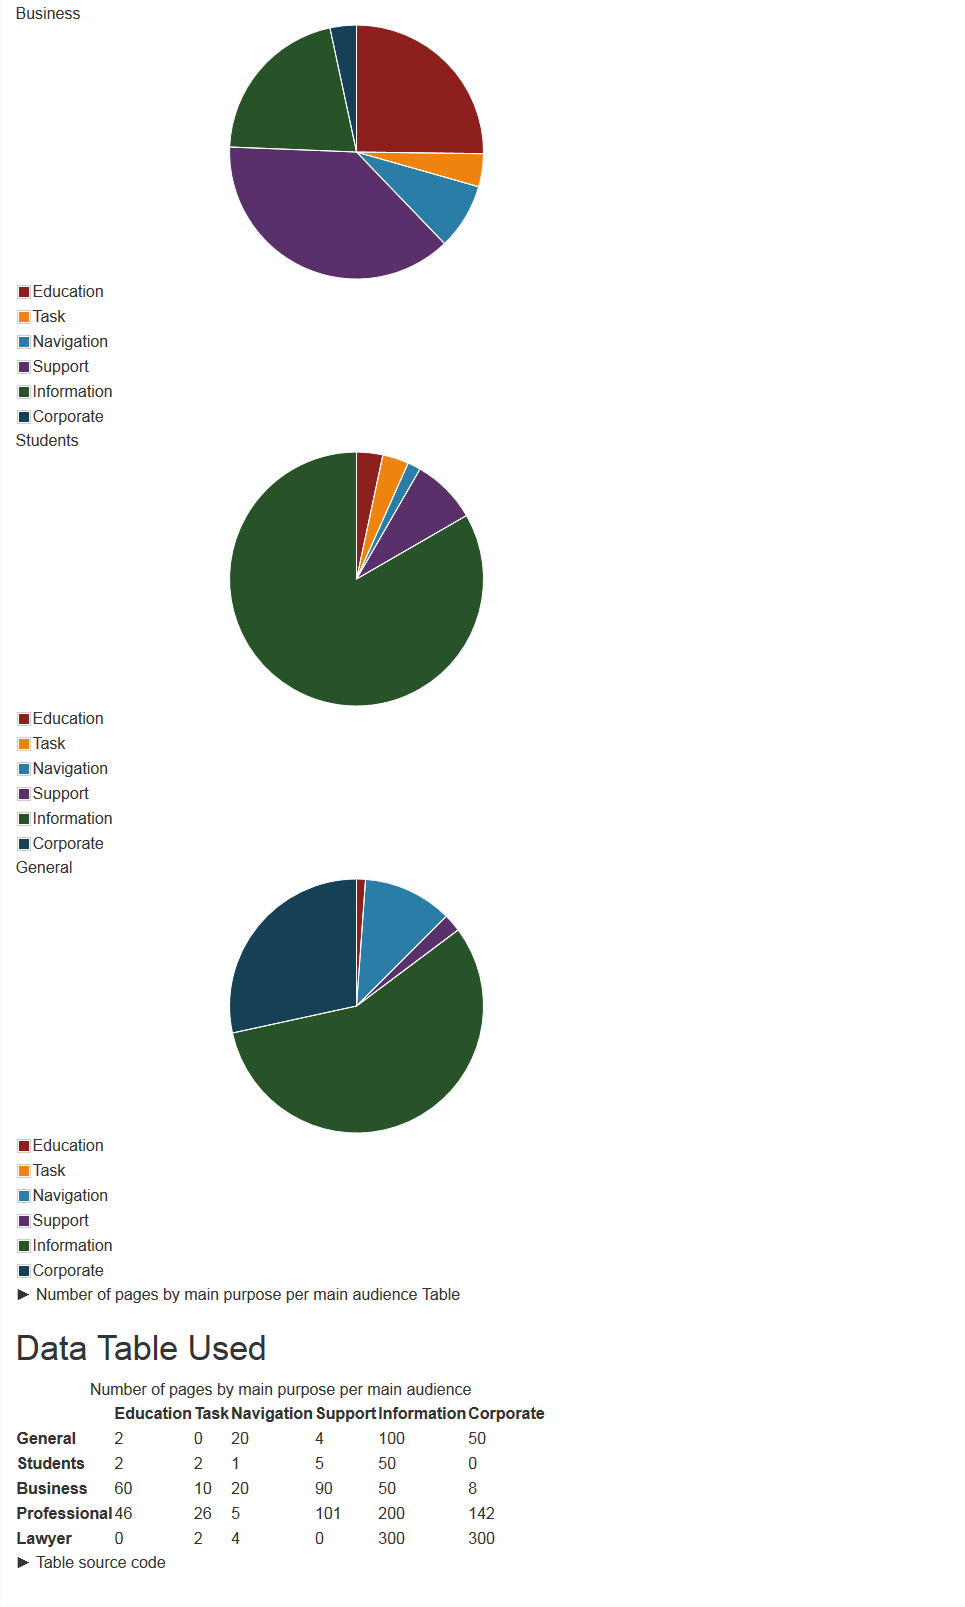 Business
Education
Task
Navigation
Support
Information
Corporate
Students
Education
Task
Navigation
Support
Information
Corporate
General
Education
Task
Navigation
Support
Information
Corporate
► Number of pages by main purpose per main audience Table
Data Table Used
Number of pages by main purpose per main audience
Education Task Navigation Support Information Corporate
General 2 0 20 4 100 50
Students 2 2 1 5 50 0
Business 60 10 20 90 50 8
Professional 46 26 5 101 200 142
Lawyer 0 2 4 0 300 300
► Table source code